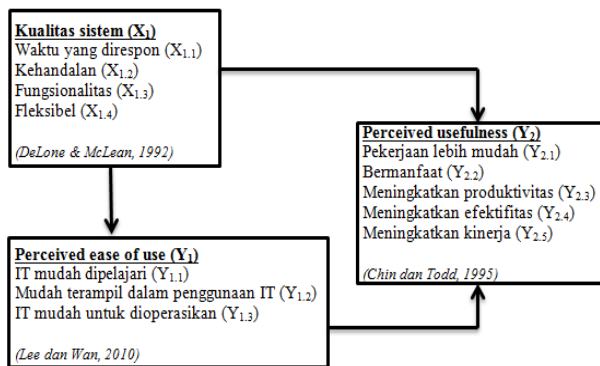 Kualitas sistem (X1)
Waktu yang direspon (X1.1)
Kehandalan (X1.2)
Fungsionalitas (X1.3)
Fleksibel (X1.4)
(DeLone & McLean, 1992)
Perceived usefulness (Y2)
Pekerjaan lebih mudah (Y2.1)
Bermanfaat (Y2.2)
Meningkatkan produktivitas (Y2.3)
Meningkatkan efektifitas (Y2.4)
Meningkatkan kinerja (Y2.5)
(Chin dan Todd, 1995)
Perceived ease of use (Y1)
IT mudah dipelajari (Y1.1)
Mudah terampil dalam penggunaan IT (Y1.2)
IT mudah untuk dioperasikan (Y1.3)
(Lee dan Wan, 2010)